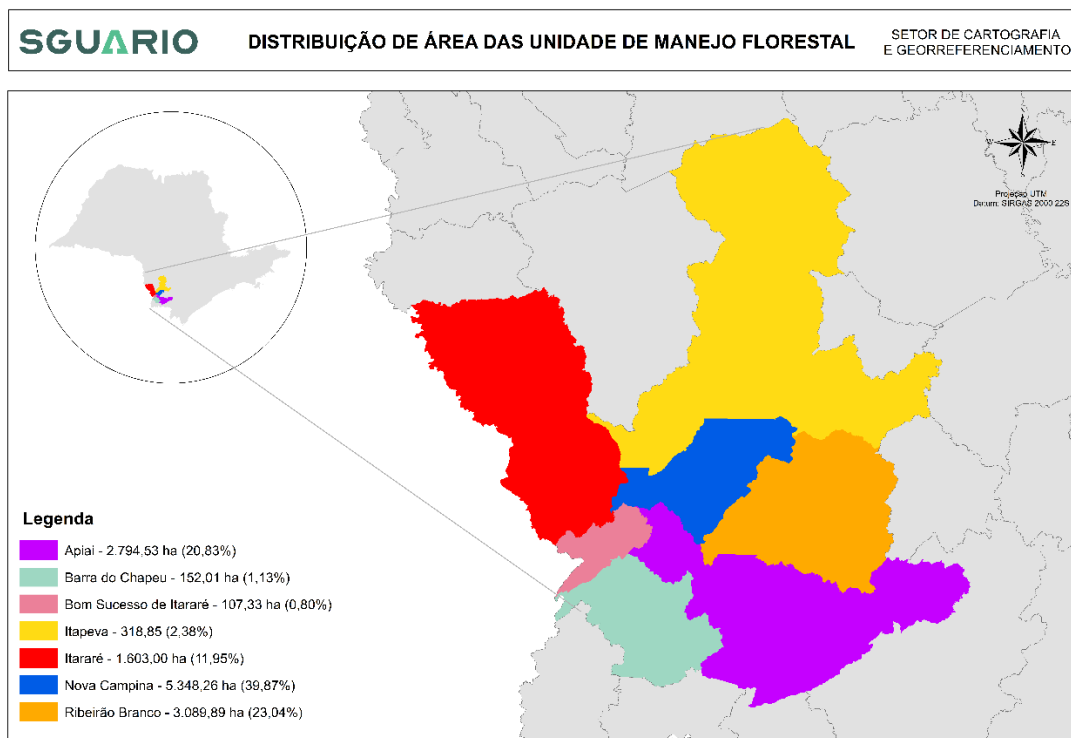 SGUARIO
DISTRIBUIÇÃO DE ÁREA DAS UNIDADE DE MANEJO FLORESTAL
SETOR DE CARTOGRAFIA
E GEORREFERENCIAMENTO
N
W
E
S
Projeção UTM
Datum: SIRGAS 2000 22S
Legenda
Apiai - 2.794,53 ha (20,83%)
Barra do Chapeu - 152,01 ha (1,13%)
Bom Sucesso de Itararé - 107,33 ha (0,80%)
Itapeva - 318,85 (2,38%)
Itararé - 1.603,00 ha (11,95%)
Nova Campina - 5.348,26 ha (39,87%)
Ribeirão Branco - 3.089,89 ha (23,04%)